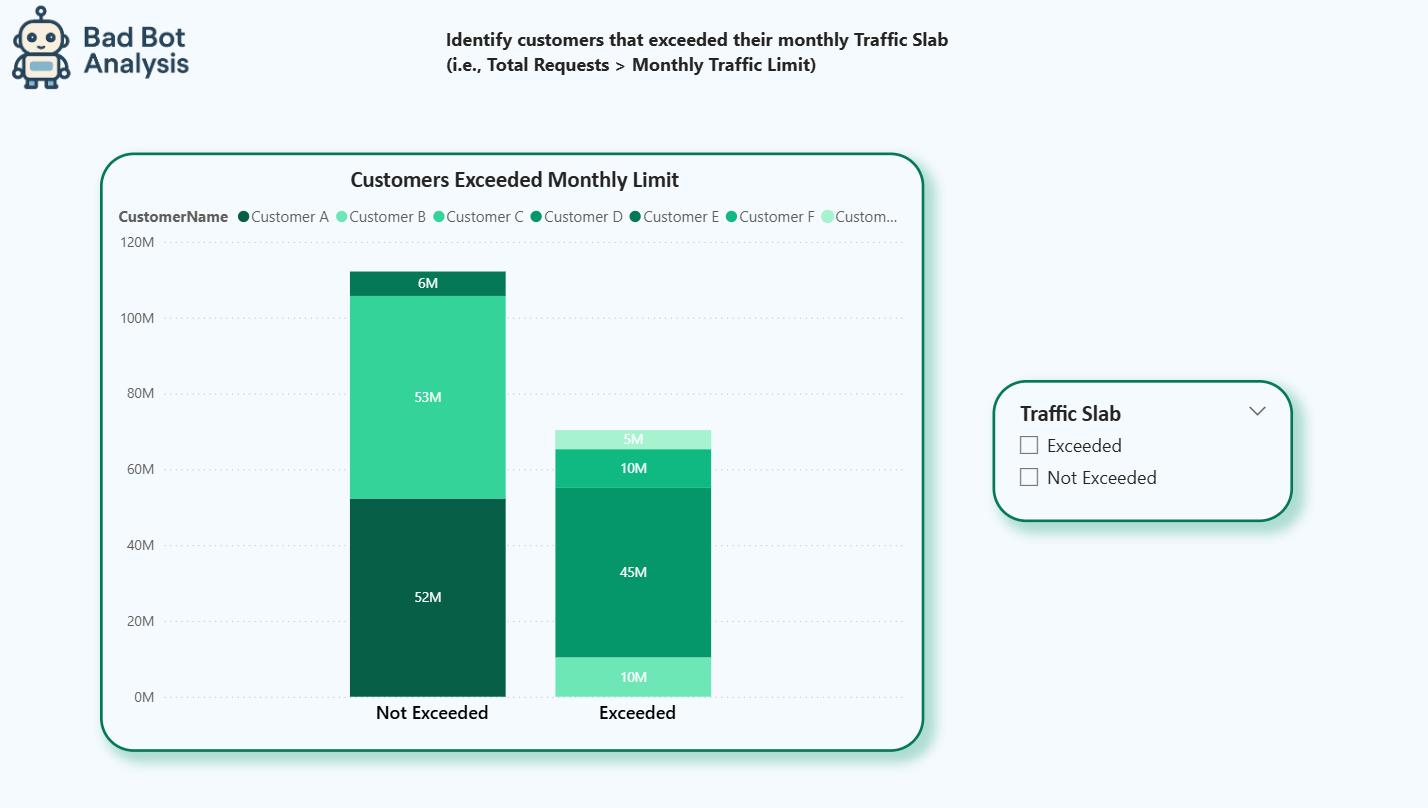 Bad Bot
Analysis
Identify customers that exceeded their monthly Traffic Slab
(i.e., Total Requests > Monthly Traffic Limit)
Customers Exceeded Monthly Limit
CustomerName Customer A Customer B Customer C Customer D Customer E Customer F Custom...
120M
100M
80M
60M
40M
20M
0M
6M
53M
52M
5M
10M
45M
10M
Not Exceeded
Exceeded
Traffic Slab
Exceeded
Not Exceeded